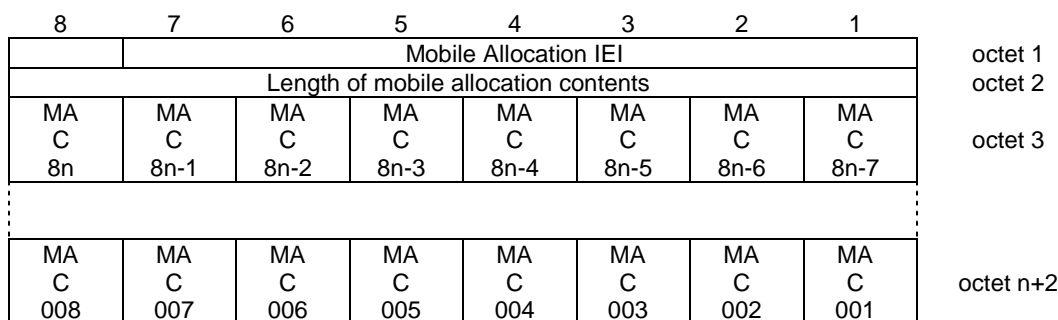 8 7 6 5 4 3 2 1
Mobile Allocation IEI octet 1
Length of mobile allocation contents octet 2
MA MA MA MA MA MA MA MA
C C C C C C C C octet 3
8n 8n-1 8n-2 8n-3 8n-4 8n-5 8n-6 8n-7
MA MA MA MA MA MA MA MA
C C C C C C C C octet n+2
008 007 006 005 004 003 002 001